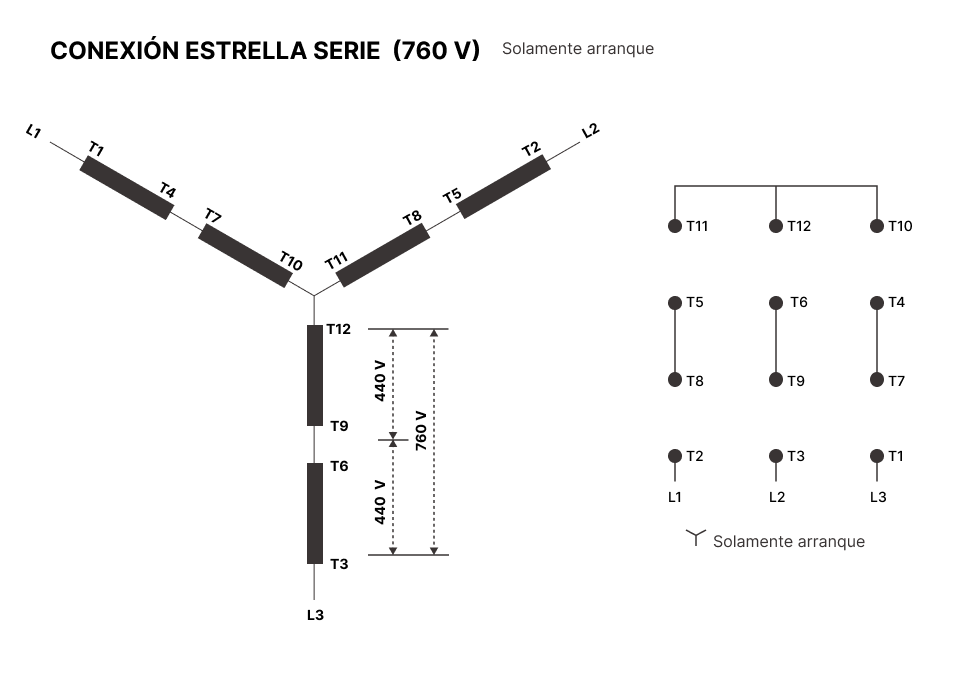 CONEXIÓN ESTRELLA SERIE (760 V) Solamente arranque
L1
L2
T1
T2
T4
T5
T7
T8
T10
T11
T12
440 V
760 V
T9
T6
440 V
T3
L3
T11 T12 T10
T5 T6 T4
T8 T9 T7
T2 T3 T1
L1 L2 L3
Solamente arranque